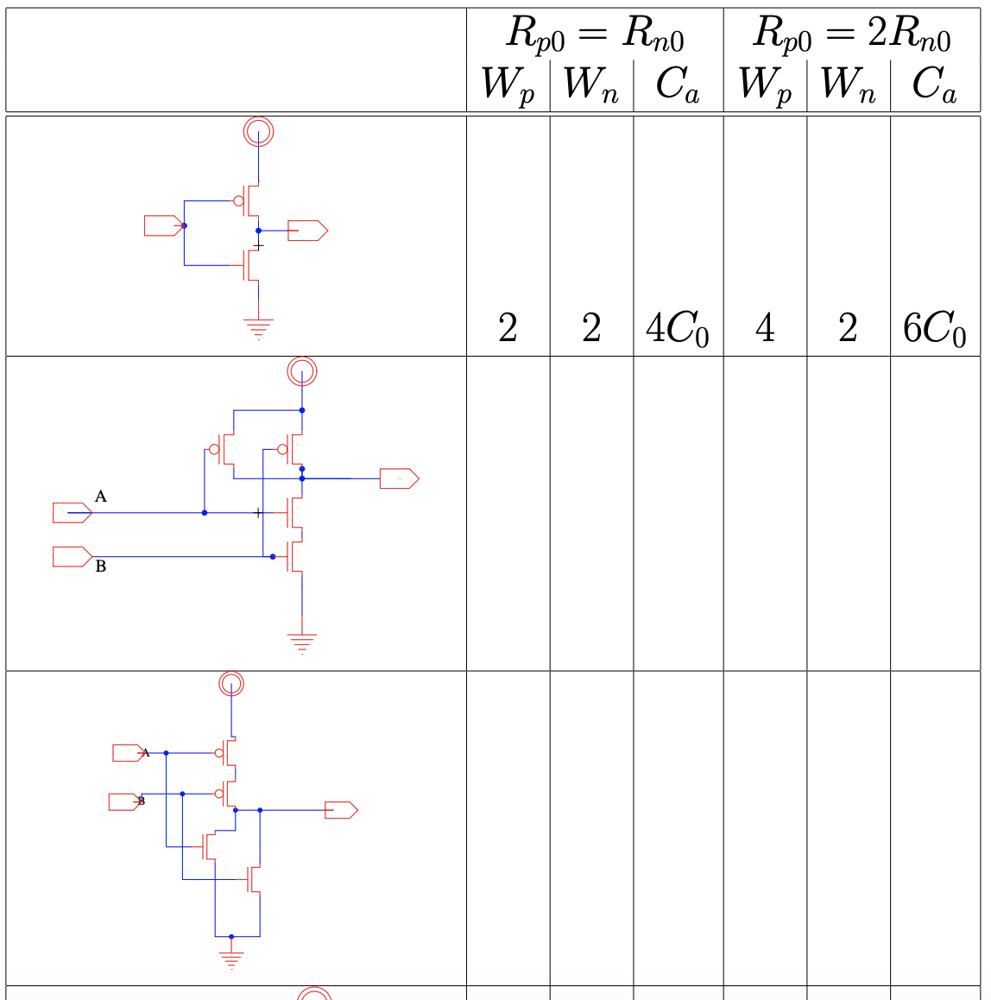 R_{p0} = R_{n0} R_{p0} = 2R_{n0}
W_p W_n C_a W_p W_n C_a
2 2 4C_0 4 2 6C_0
A
B
A
B